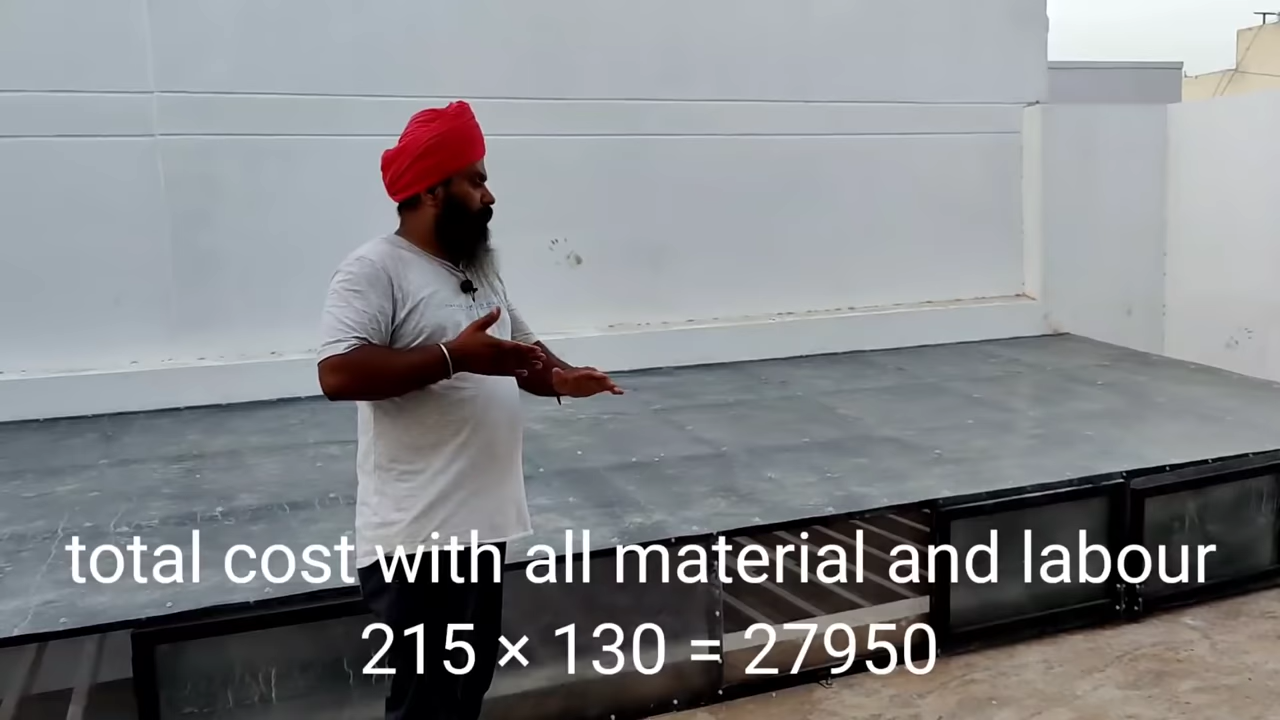 total cost with all material and labour
215 × 130 = 27950